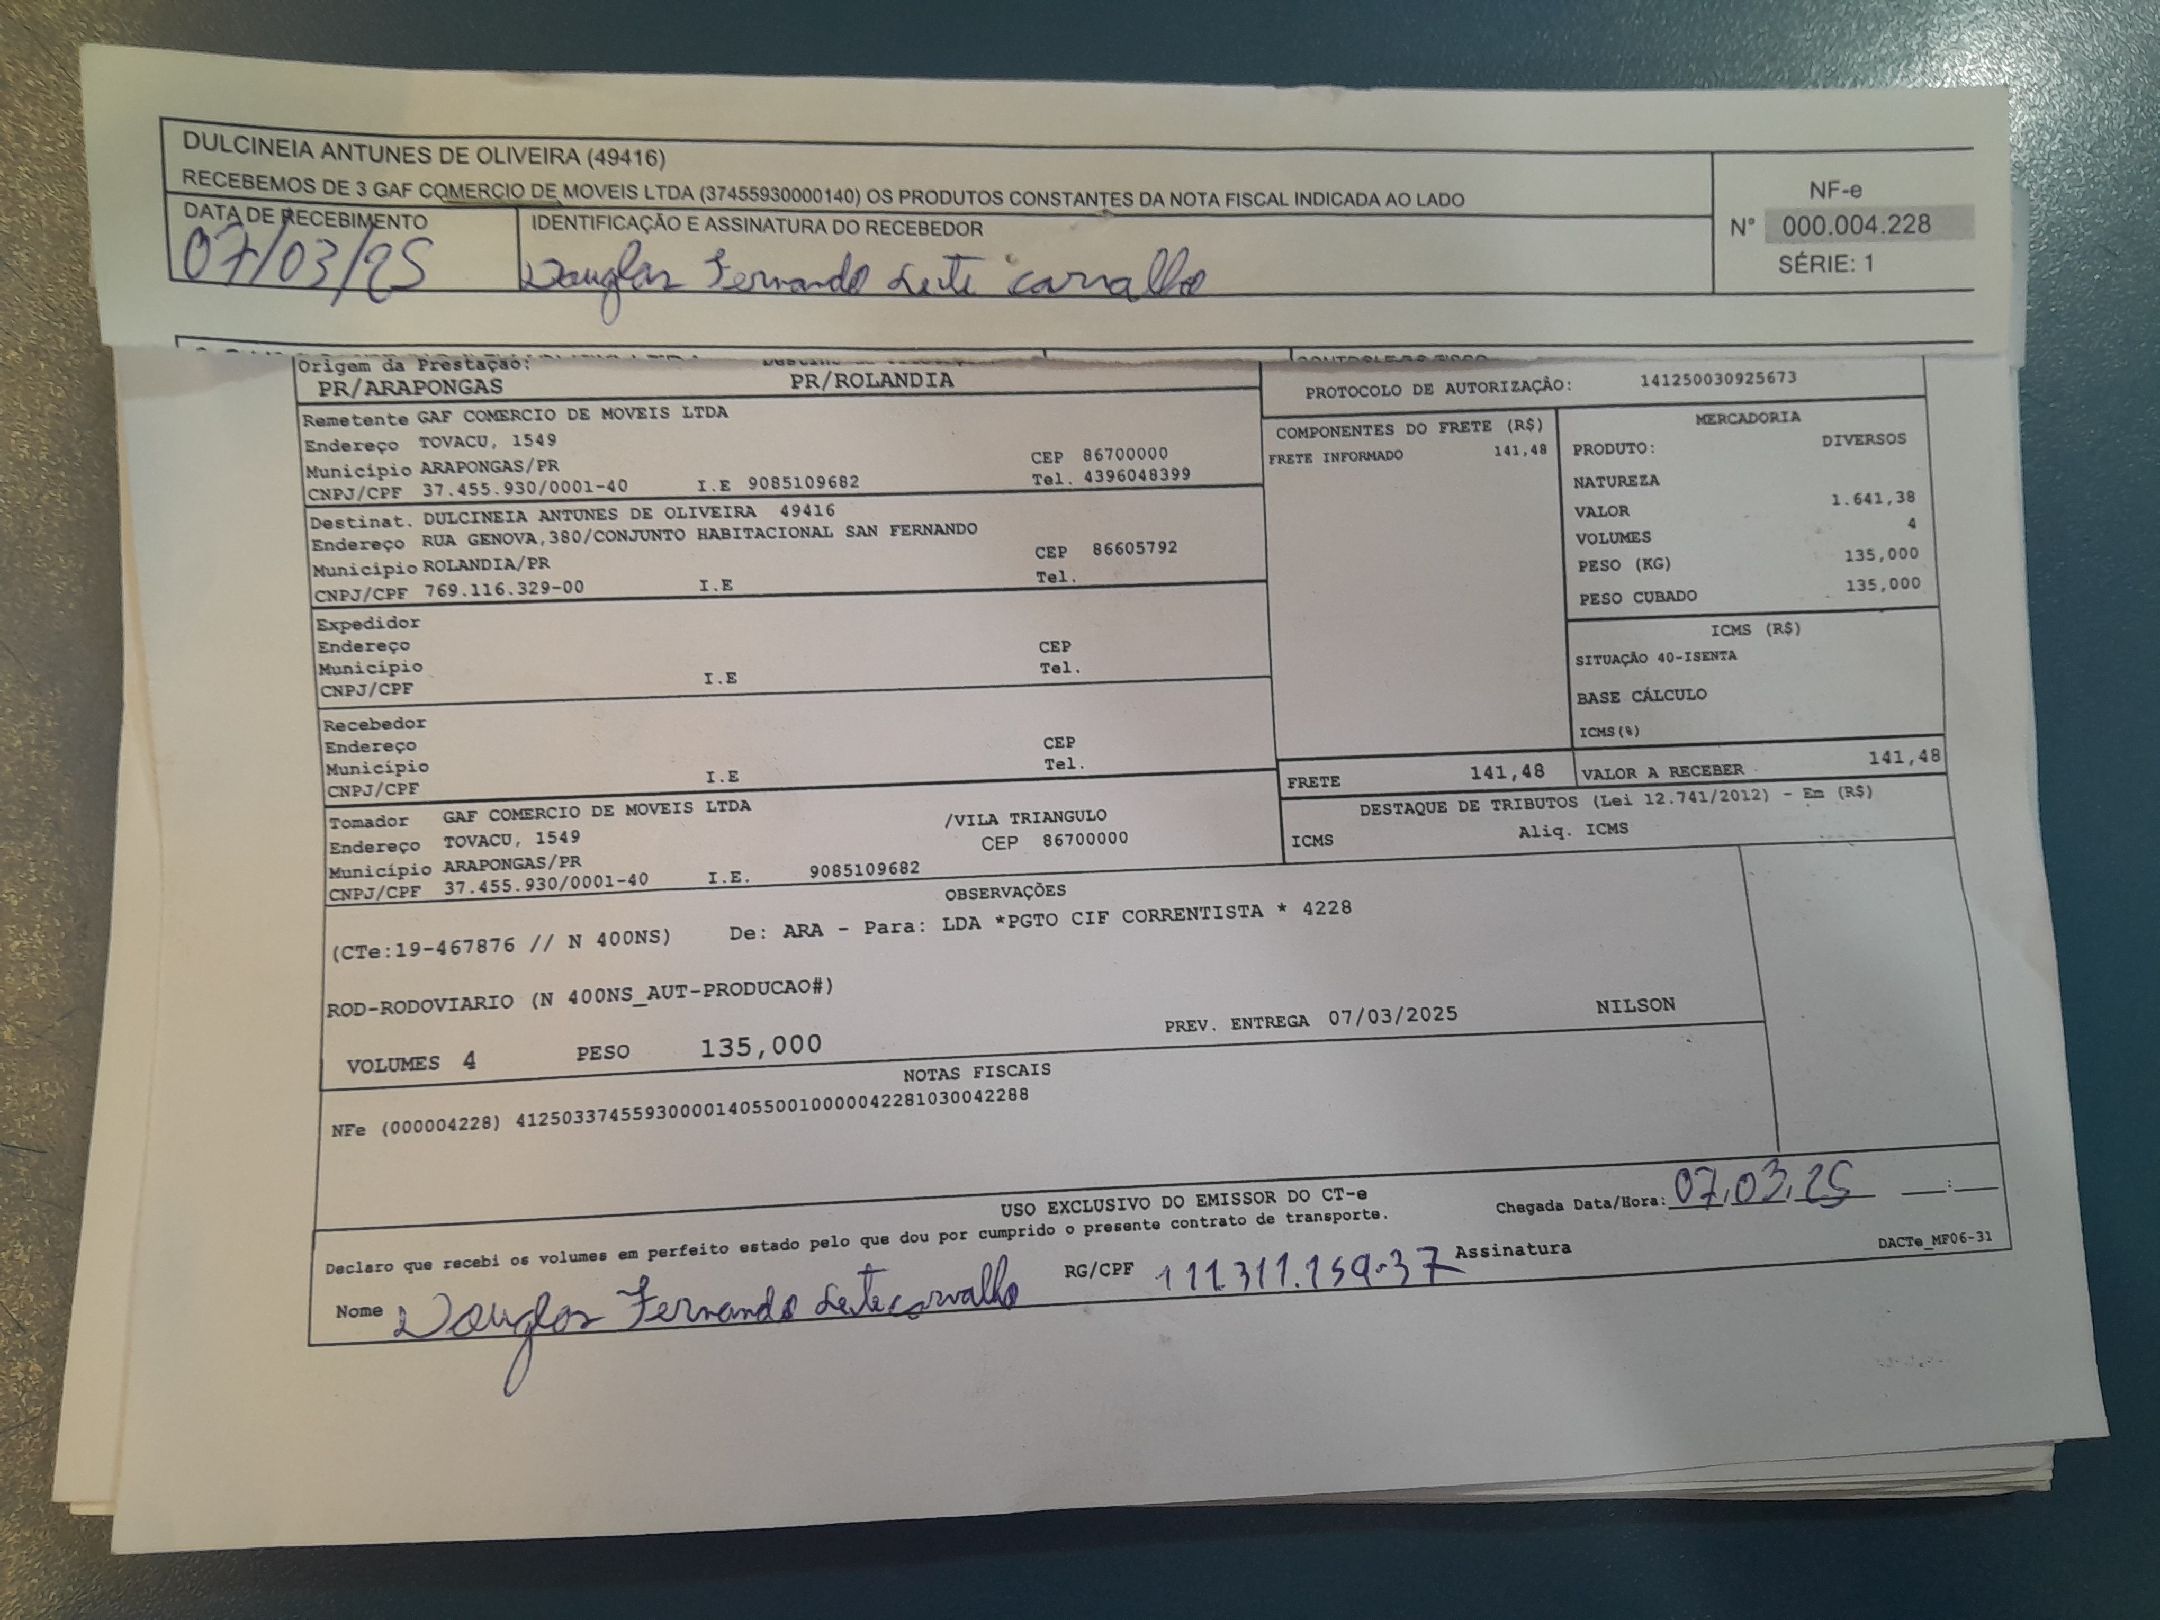 DULCINEIA ANTUNES DE OLIVEIRA (49416)
RECEBEMOS DE 3 GAF COMERCIO DE MOVEIS LTDA (37455930000140) OS PRODUTOS CONSTANTES DA NOTA FISCAL INDICADA AO LADO
NF-e
Nº 000.004.228
SÉRIE: 1
DATA DE RECEBIMENTO
07/03/25
IDENTIFICAÇÃO E ASSINATURA DO RECEBEDOR
Douglas Fernando Leite carvalho
Origem da Prestação:
PR/ARAPONGAS PR/ROLANDIA
PROTOCOLO DE AUTORIZAÇÃO: 141250030925673
Remetente GAF COMERCIO DE MOVEIS LTDA
Endereço TOVACU, 1549
Município ARAPONGAS/PR CEP 86700000
CNPJ/CPF 37.455.930/0001-40 I.E 9085109682 Tel. 4396048399
Destinat. DULCINEIA ANTUNES DE OLIVEIRA 49416
Endereço RUA GENOVA,380/CONJUNTO HABITACIONAL SAN FERNANDO
Município ROLANDIA/PR CEP 86605792
CNPJ/CPF 769.116.329-00 I.E Tel.
Expedidor
Endereço
Município CEP
CNPJ/CPF I.E Tel.
Recebedor
Endereço
Município CEP
CNPJ/CPF I.E Tel.
Tomador GAF COMERCIO DE MOVEIS LTDA
Endereço TOVACU, 1549 /VILA TRIANGULO
Município ARAPONGAS/PR CEP 86700000
CNPJ/CPF 37.455.930/0001-40 I.E. 9085109682
COMPONENTES DO FRETE (R$)
FRETE INFORMADO 141,48
MERCADORIA
PRODUTO: DIVERSOS
NATUREZA
VALOR 1.641,38
VOLUMES 4
PESO (KG) 135,000
PESO CUBADO 135,000
ICMS (R$)
SITUAÇÃO 40-ISENTA
BASE CÁLCULO
ICMS(%)
FRETE 141,48 VALOR A RECEBER 141,48
DESTAQUE DE TRIBUTOS (Lei 12.741/2012) - Em (R$)
ICMS Aliq. ICMS
OBSERVAÇÕES
(CTe:19-467876 // N 400NS) De: ARA - Para: LDA *PGTO CIF CORRENTISTA * 4228
ROD-RODOVIARIO (N 400NS_AUT-PRODUCAO#)
VOLUMES 4 PESO 135,000 PREV. ENTREGA 07/03/2025 NILSON
NOTAS FISCAIS
NFe (000004228) 41250337455930000140550010000042281030042288
USO EXCLUSIVO DO EMISSOR DO CT-e
Declaro que recebi os volumes em perfeito estado pelo que dou por cumprido o presente contrato de transporte.
Chegada Data/Hora: 07.03.25 __:__
Nome Douglas Fernando Leite carvalho RG/CPF 111.311.159-37 Assinatura
DACTe_MF06-31